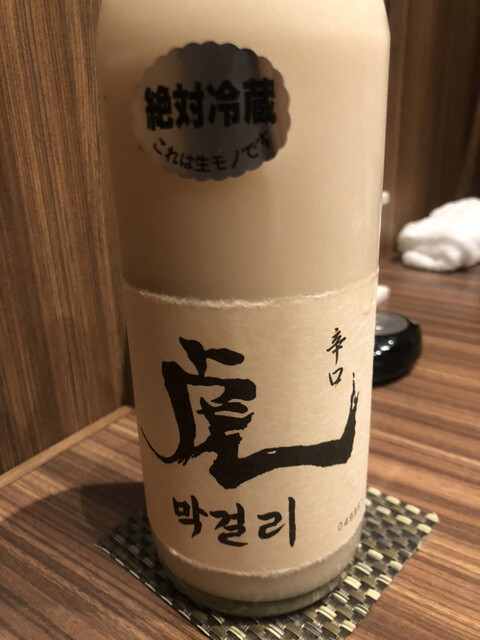 絶対冷蔵
これは生モノです
辛口
虎
막걸리